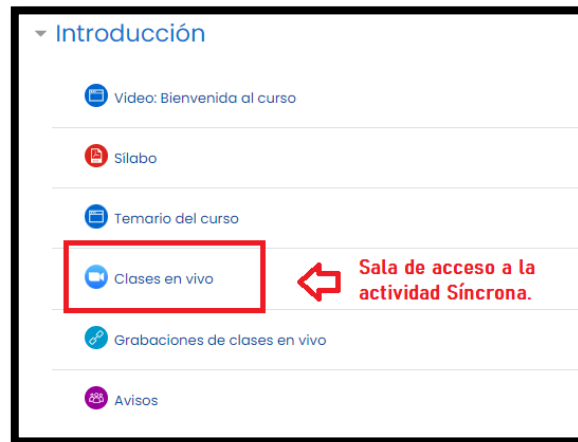 Introducción
Video: Bienvenida al curso
Sílabo
Temario del curso
Clases en vivo
Sala de acceso a la
actividad Síncrona.
Grabaciones de clases en vivo
Avisos